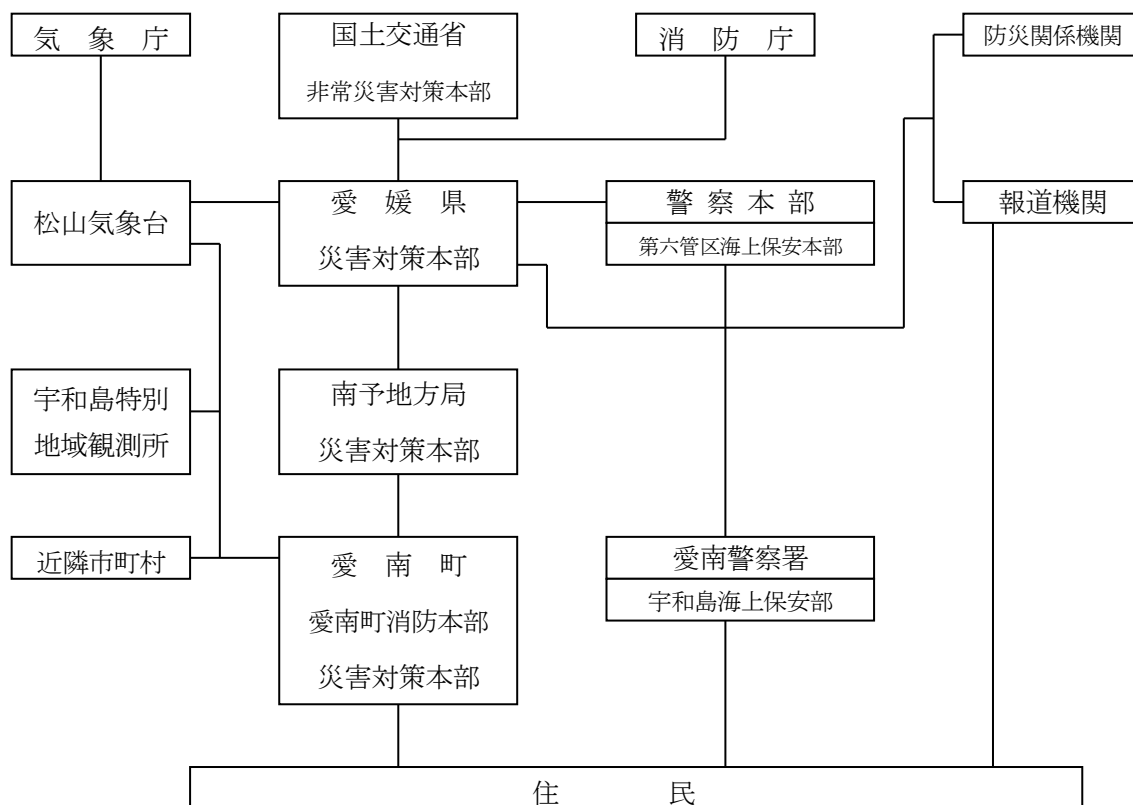 気　象　庁
国土交通省
非常災害対策本部
消　防　庁
防災関係機関
松山気象台
愛　媛　県
災害対策本部
警 察 本 部
第六管区海上保安本部
報道機関
宇和島特別
地域観測所
南予地方局
災害対策本部
近隣市町村
愛　南　町
愛南町消防本部
災害対策本部
愛南警察署
宇和島海上保安部
住　　　　民